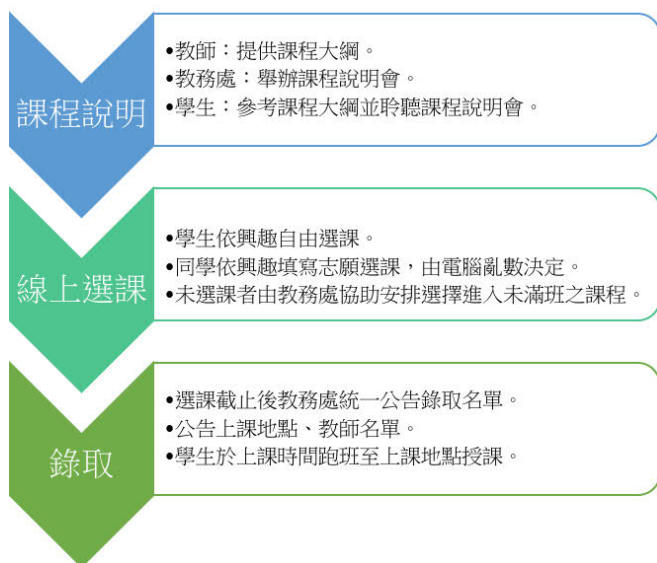 課程說明
•教師：提供課程大綱。
•教務處：舉辦課程說明會。
•學生：參考課程大綱並聆聽課程說明會。
線上選課
•學生依興趣自由選課。
•同學依興趣填寫志願選課，由電腦亂數決定。
•未選課者由教務處協助安排選擇進入未滿班之課程。
錄取
•選課截止後教務處統一公告錄取名單。
•公告上課地點、教師名單。
•學生於上課時間跑班至上課地點授課。